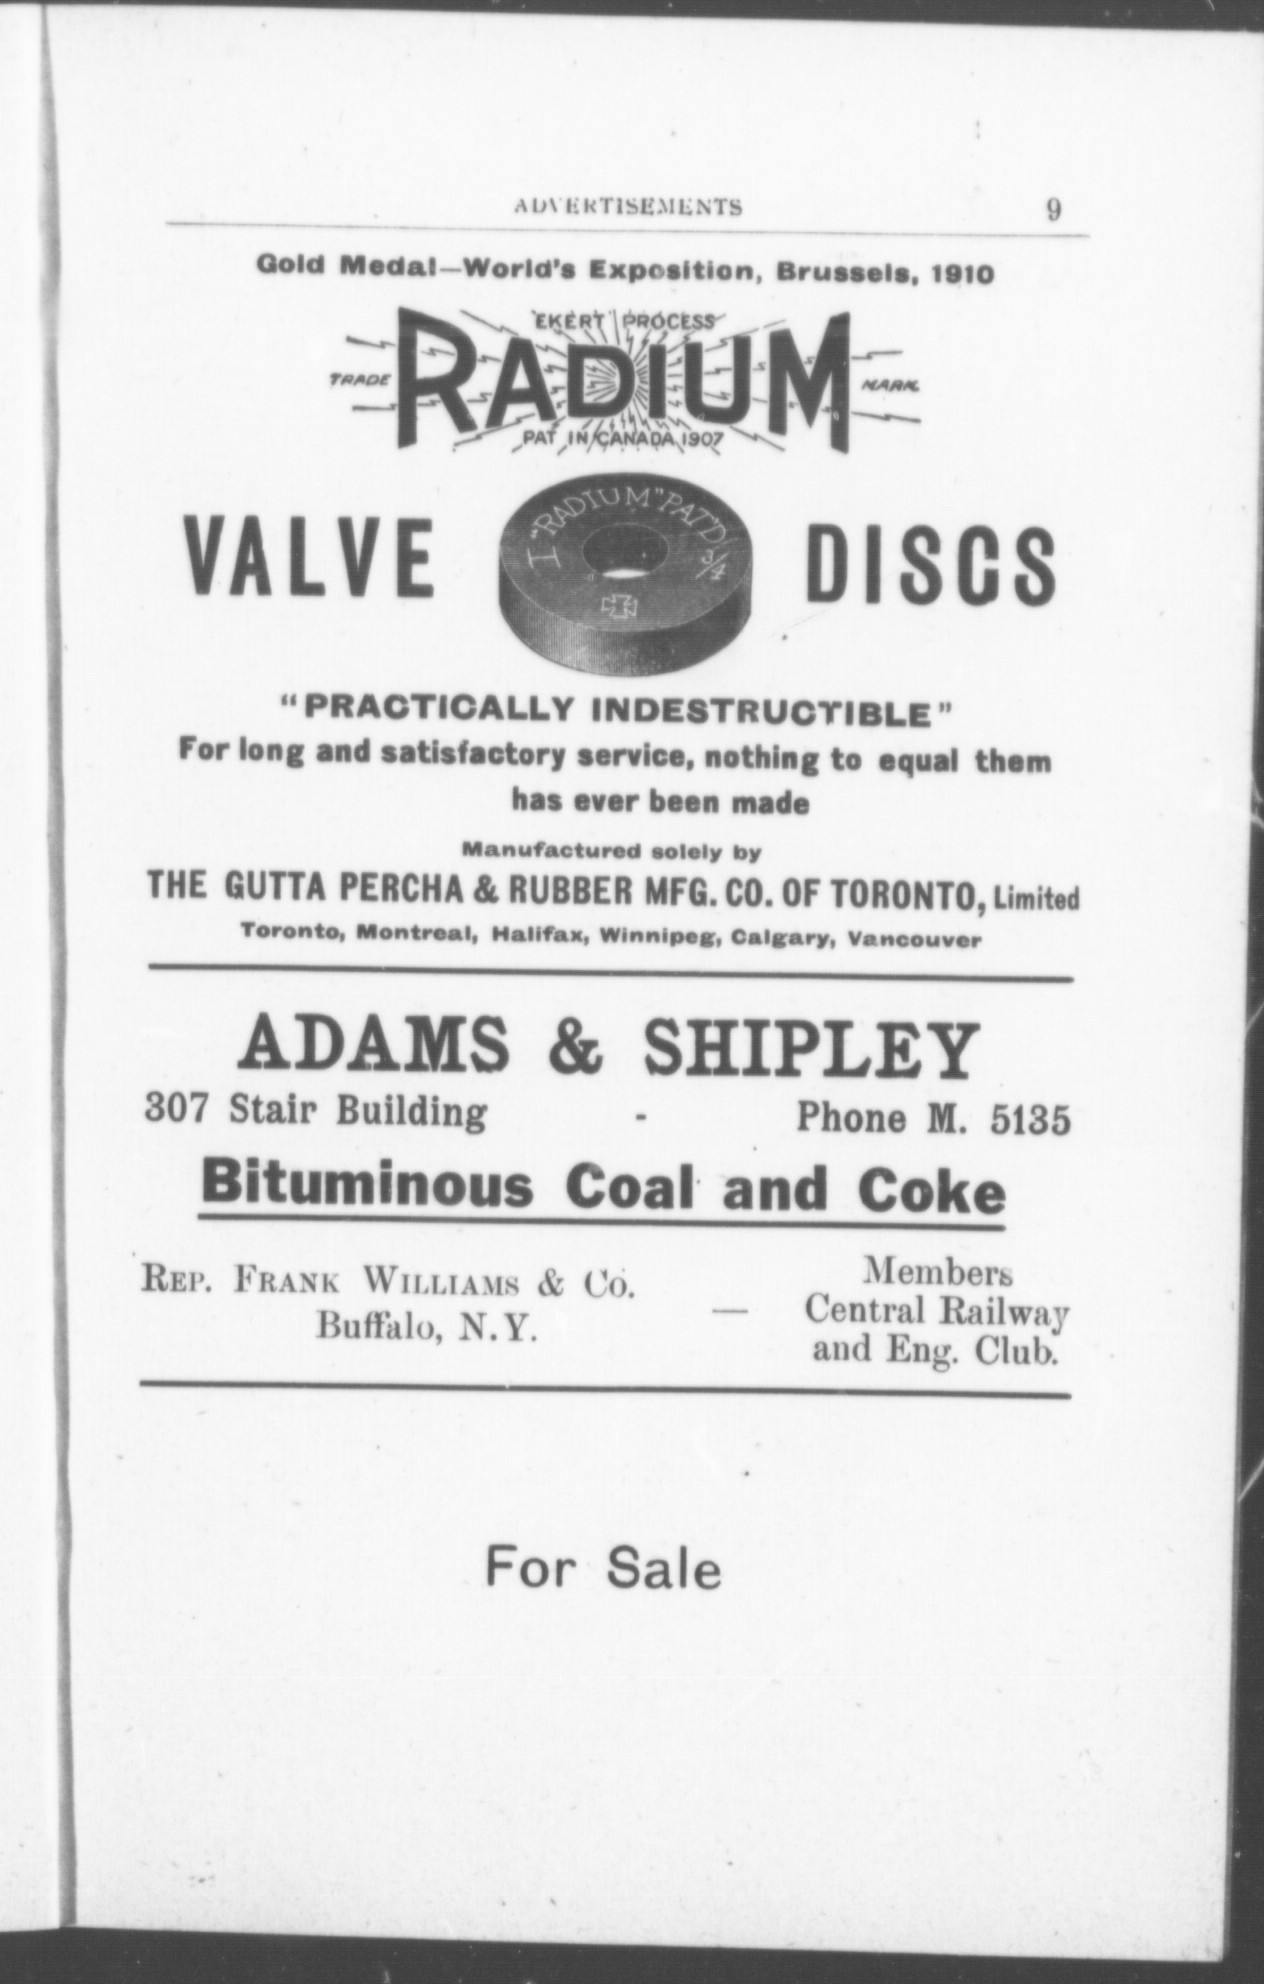 ADVERTISEMENTS 9
Gold Medal—World's Exposition, Brussels, 1910
'EKERT' PROCESS
TRADE RADIUM MARK
PAT IN CANADA 1907
VALVE DISCS
I "RADIUM" PAT'D 3/4
"PRACTICALLY INDESTRUCTIBLE"
For long and satisfactory service, nothing to equal them
has ever been made
Manufactured solely by
THE GUTTA PERCHA & RUBBER MFG. CO. OF TORONTO, Limited
Toronto, Montreal, Halifax, Winnipeg, Calgary, Vancouver
ADAMS & SHIPLEY
307 Stair Building - Phone M. 5135
Bituminous Coal and Coke
REP. FRANK WILLIAMS & CO.
Buffalo, N.Y.
—
Members
Central Railway
and Eng. Club.
For Sale